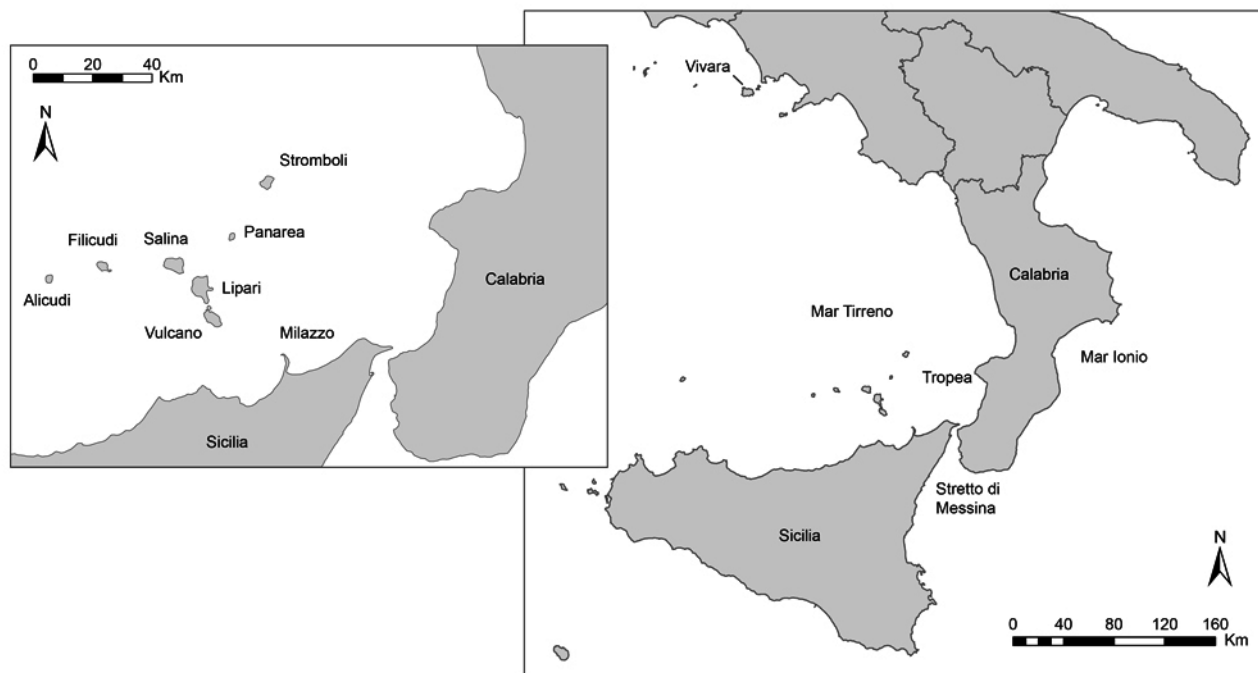 0 20 40
Km
N
Stromboli
Panarea
Filicudi
Salina
Lipari
Alicudi
Vulcano
Milazzo
Calabria
Sicilia
Vivara
Calabria
Mar Tirreno
Mar Ionio
Tropea
Stretto di
Messina
Sicilia
N
0 40 80 120 160
Km